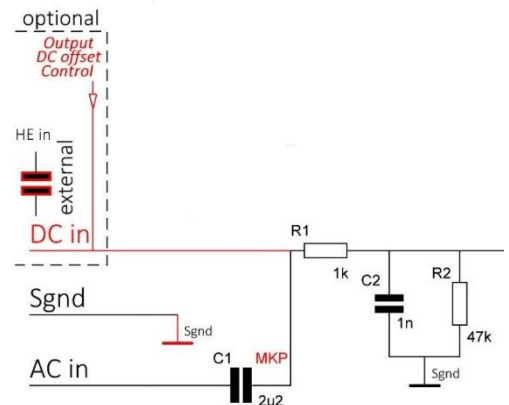 optional
Output
DC offset
Control
HE in
external
DC in
R1
1k
C2
R2
1n
47k
Sgnd
Sgnd
Sgnd
AC in
C1
MKP
2u2